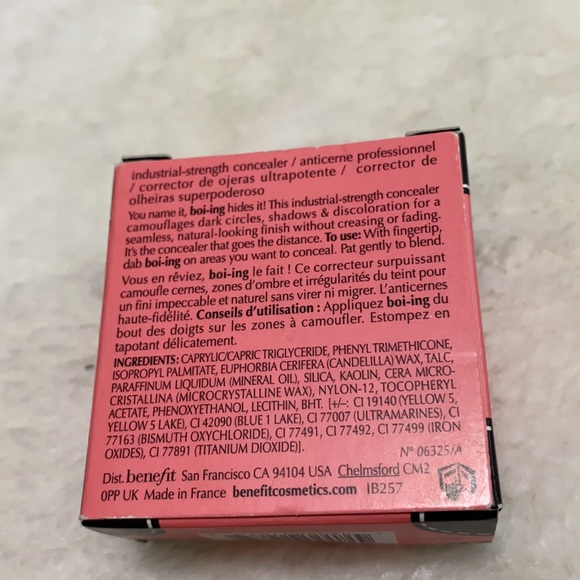 industrial-strength concealer / anticerne professionnel
/ corrector de ojeras ultrapotente / corrector de
olheiras superpoderoso
You name it, boi-ing hides it! This industrial-strength concealer
camouflages dark circles, shadows & discoloration for a
seamless, natural-looking finish without creasing or fading.
It's the concealer that goes the distance. To use: With fingertip,
dab boi-ing on areas you want to conceal. Pat gently to blend.
Vous en rêviez, boi-ing le fait ! Ce correcteur surpuissant
camoufle cernes, zones d'ombre et irrégularités du teint pour
un fini impeccable et naturel sans virer ni migrer. L'anticernes
haute-fidélité. Conseils d'utilisation : Appliquez boi-ing du
bout des doigts sur les zones à camoufler. Estompez en
tapotant délicatement.
INGREDIENTS: CAPRYLIC/CAPRIC TRIGLYCERIDE, PHENYL TRIMETHICONE,
ISOPROPYL PALMITATE, EUPHORBIA CERIFERA (CANDELILLA) WAX, TALC,
PARAFFINUM LIQUIDUM (MINERAL OIL), SILICA, KAOLIN, CERA MICRO-
CRISTALLINA (MICROCRYSTALLINE WAX), NYLON-12, TOCOPHERYL
ACETATE, PHENOXYETHANOL, LECITHIN, BHT. [+/-: CI 19140 (YELLOW 5,
YELLOW 5 LAKE), CI 42090 (BLUE 1 LAKE), CI 77007 (ULTRAMARINES), CI
77163 (BISMUTH OXYCHLORIDE), CI 77491, CI 77492, CI 77499 (IRON
OXIDES), CI 77891 (TITANIUM DIOXIDE)].
N° 06325/A
Dist. benefit San Francisco CA 94104 USA Chelmsford CM2
0PP UK Made in France benefitcosmetics.com IB257